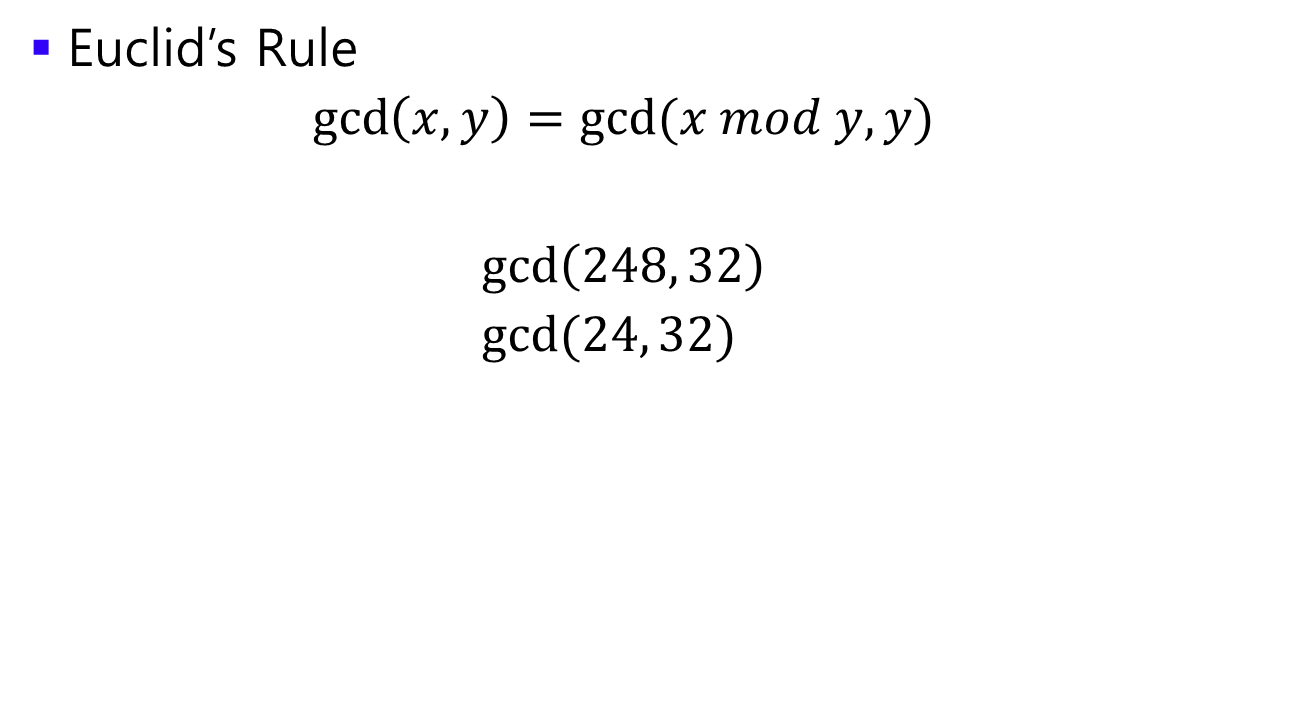 ▪ Euclid’s Rule
gcd(x, y) = gcd(x mod y, y)
gcd(248, 32)
gcd(24, 32)